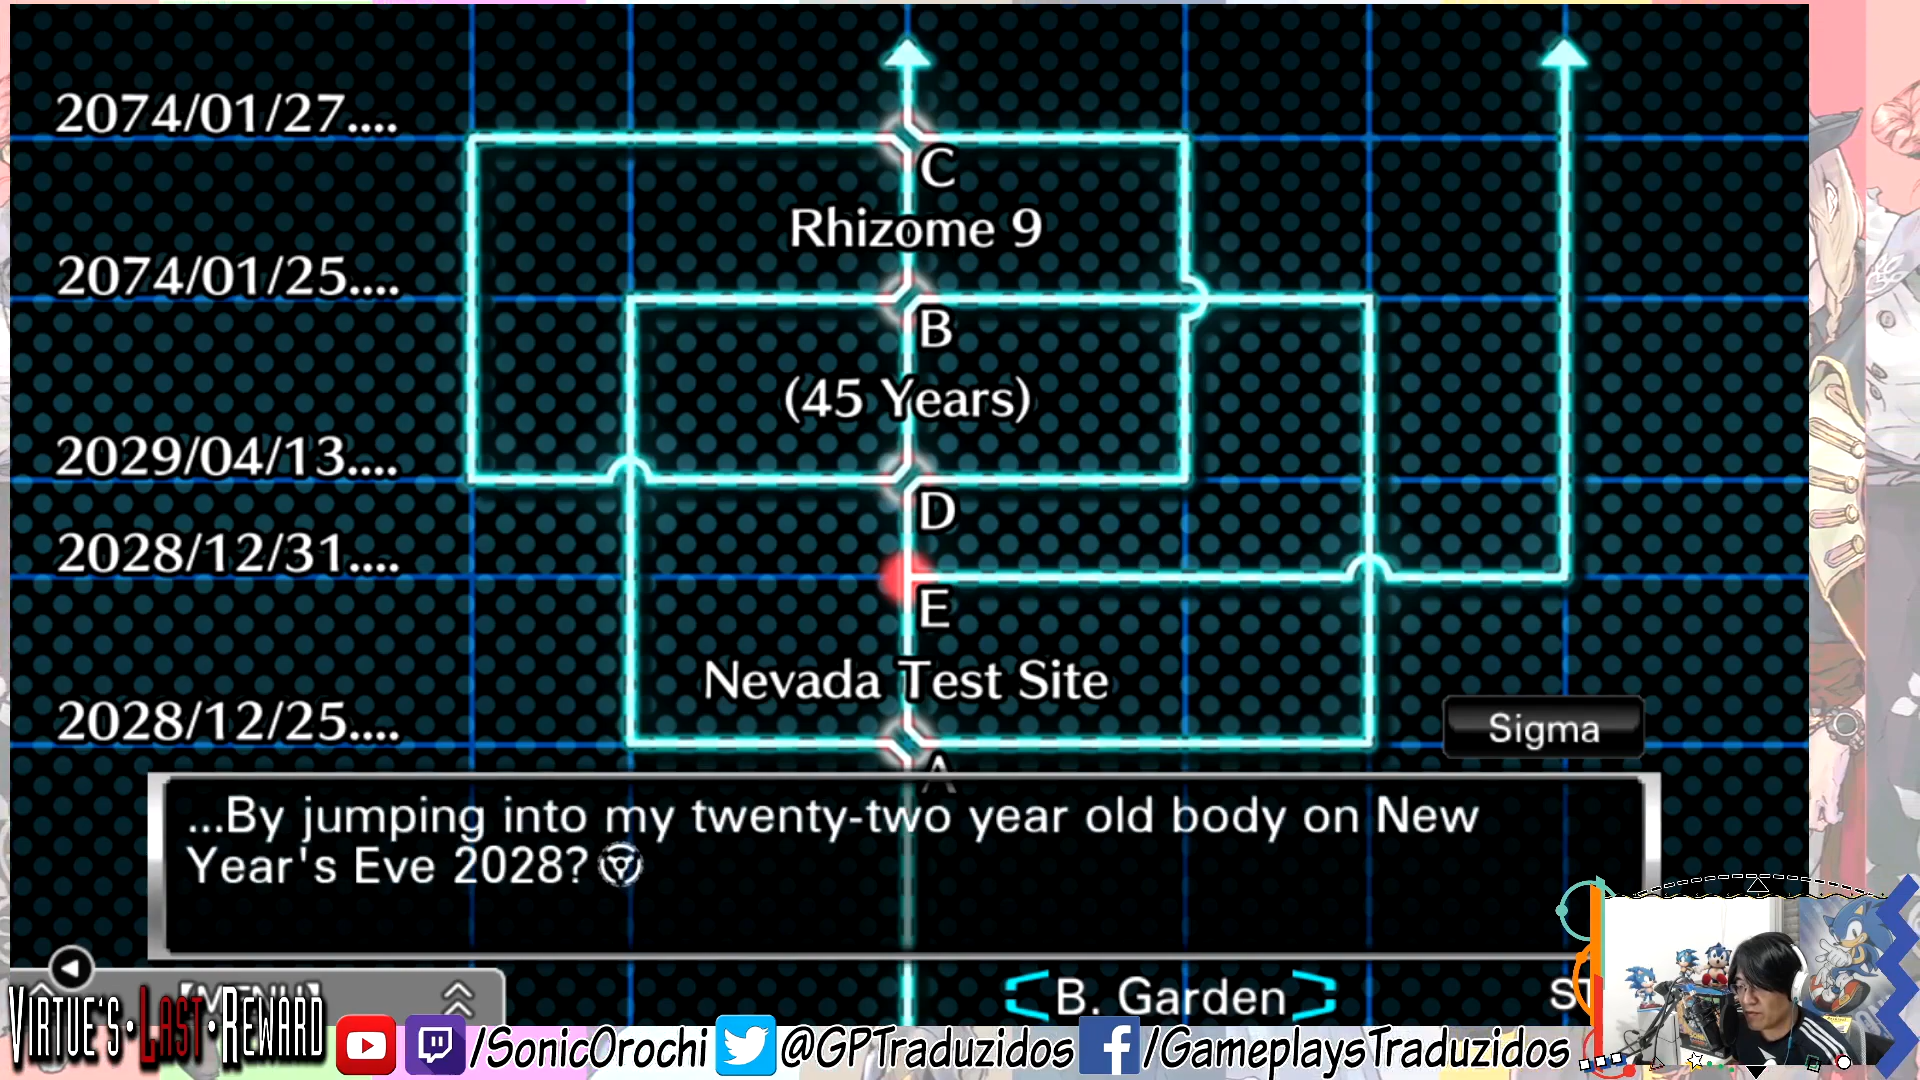 2074/01/27....
C
Rhizome 9
2074/01/25....
B
(45 Years)
2029/04/13....
D
2028/12/31....
E
Nevada Test Site
2028/12/25....
A
Sigma
...By jumping into my twenty-two year old body on New
Year's Eve 2028?
[MENU]
B. Garden
VIRTUE'S·LAST·REWARD
/SonicOrochi
@GPTraduzidos
/GameplaysTraduzidos